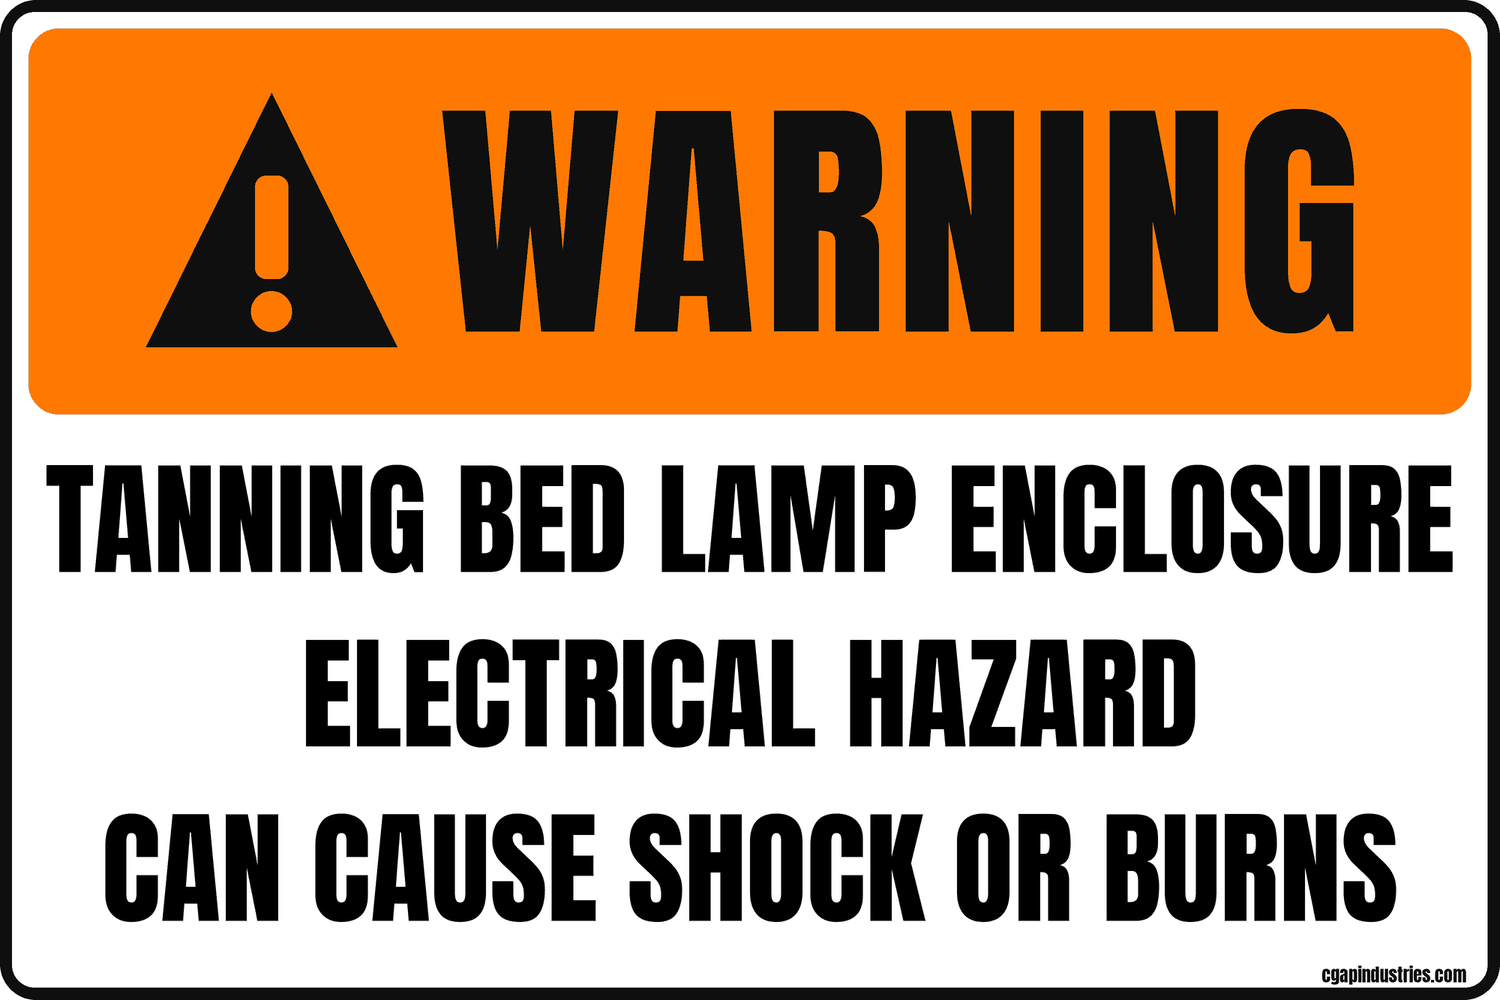 WARNING
TANNING BED LAMP ENCLOSURE
ELECTRICAL HAZARD
CAN CAUSE SHOCK OR BURNS
cgapindustries.com